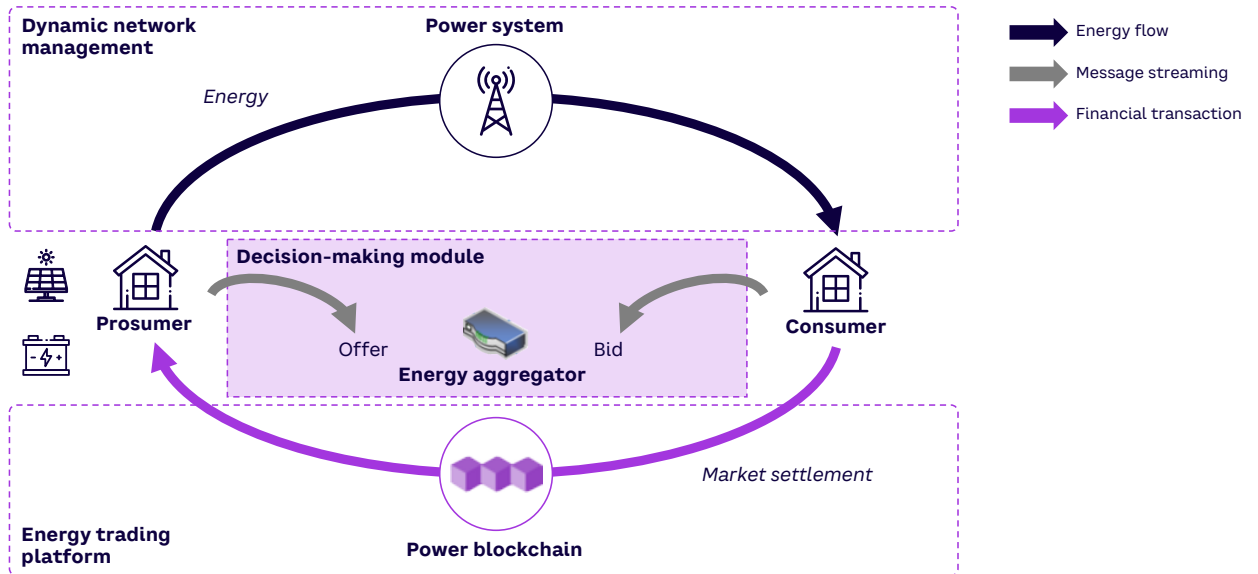 Dynamic network
management
Power system
Energy flow
Message streaming
Financial transaction
Energy
Decision-making module
Prosumer
Consumer
Offer
Bid
Energy aggregator
Market settlement
Energy trading
platform
Power blockchain